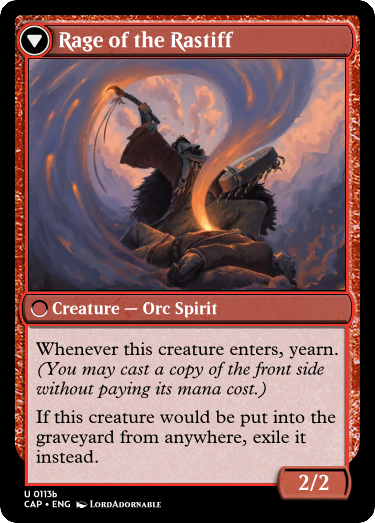 Rage of the Rastiff
Creature — Orc Spirit
Whenever this creature enters, yearn.
(You may cast a copy of the front side
without paying its mana cost.)
If this creature would be put into the
graveyard from anywhere, exile it
instead.
2/2
U 0113b
CAP • ENG LordAdornable